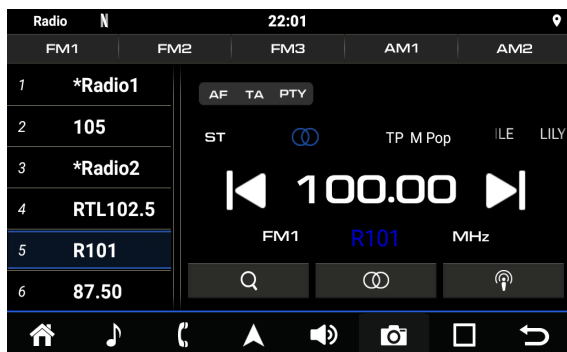 Radio N 22:01
FM1 FM2 FM3 AM1 AM2
1 *Radio1
2 105
3 *Radio2
4 RTL102.5
5 R101
6 87.50
AF TA PTY
ST TP M Pop ILE LILY
100.00
FM1 R101 MHz